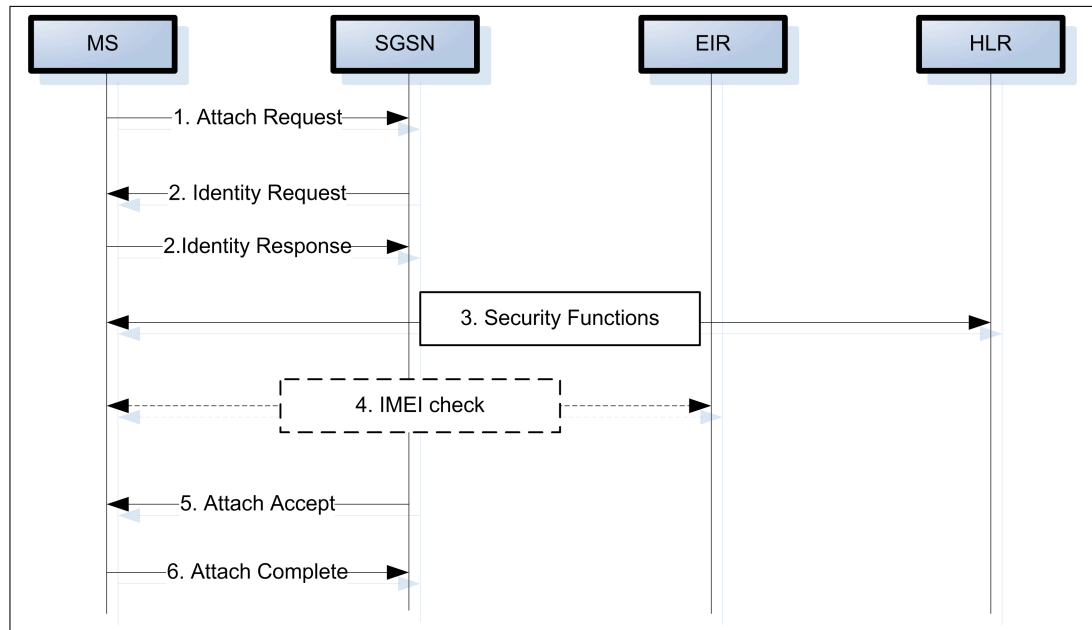 MS
SGSN
EIR
HLR
1. Attach Request
2. Identity Request
2.Identity Response
3. Security Functions
4. IMEI check
5. Attach Accept
6. Attach Complete